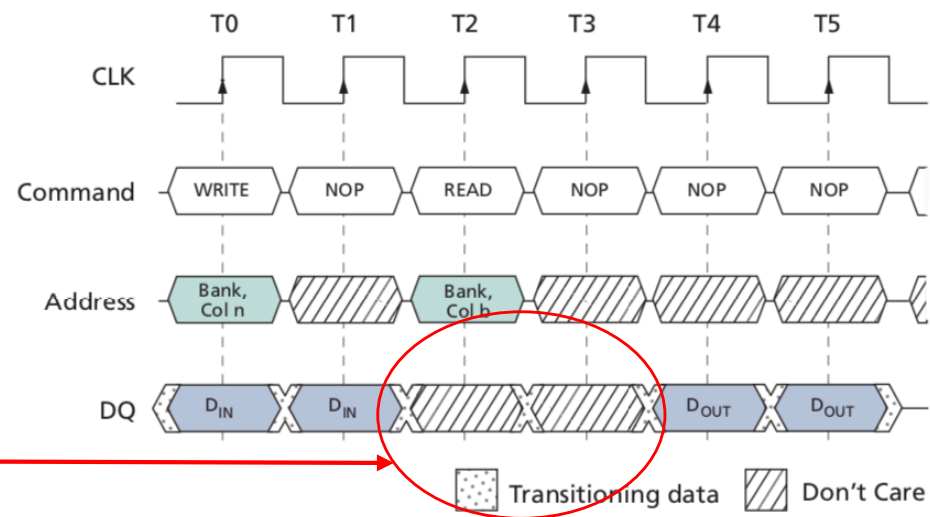 T0 T1 T2 T3 T4 T5
CLK
Command WRITE NOP READ NOP NOP NOP
Address Bank, Col n Bank, Col b
DQ DIN DIN DOUT DOUT
Transitioning data Don't Care